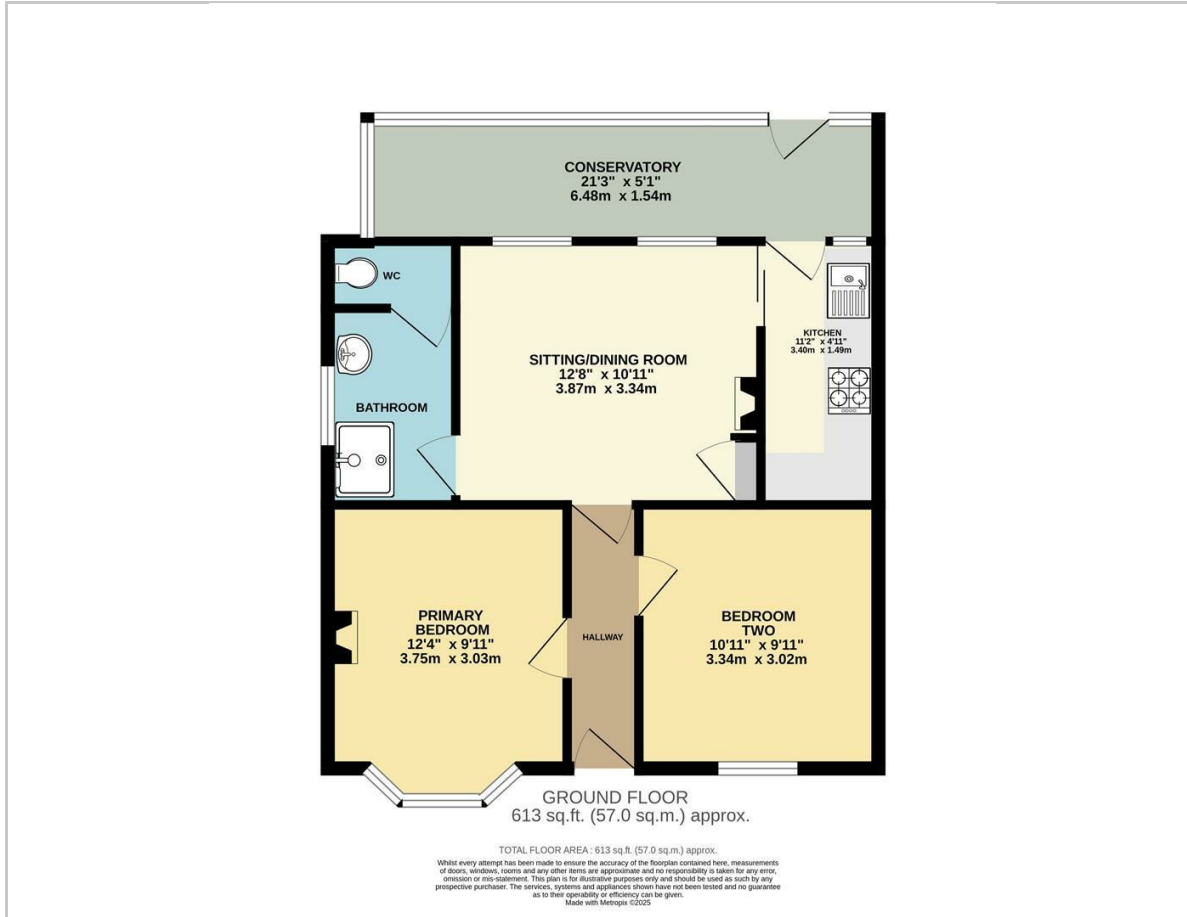 CONSERVATORY
21'3" x 5'1"
6.48m x 1.54m
WC
BATHROOM
SITTING/DINING ROOM
12'8" x 10'11"
3.87m x 3.34m
KITCHEN
11'2" x 4'11"
3.40m x 1.49m
PRIMARY
BEDROOM
12'4" x 9'11"
3.75m x 3.03m
HALLWAY
BEDROOM
TWO
10'11" x 9'11"
3.34m x 3.02m
GROUND FLOOR
613 sq.ft. (57.0 sq.m.) approx.
TOTAL FLOOR AREA : 613 sq.ft. (57.0 sq.m.) approx.
Whilst every attempt has been made to ensure the accuracy of the floorplan contained here, measurements
of doors, windows, rooms and any other items are approximate and no responsibility is taken for any error,
omission or mis-statement. This plan is for illustrative purposes only and should be used as such by any
prospective purchaser. The services, systems and appliances shown have not been tested and no guarantee
as to their operability or efficiency can be given.
Made with Metropix ©2025